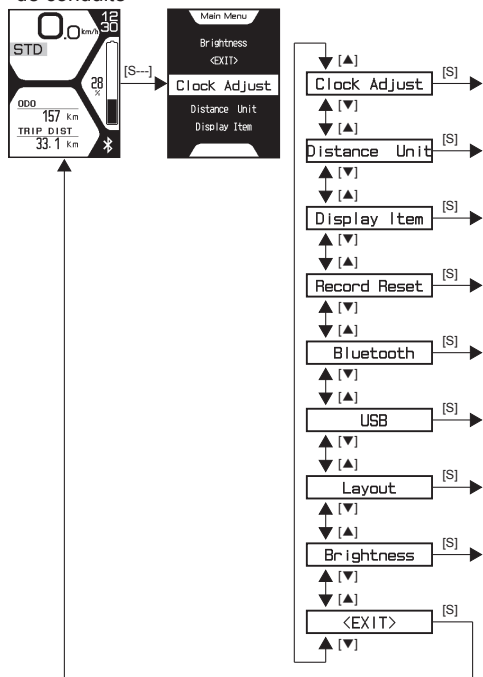 de conduite
0.0 km/h
12
30
STD
28
%
ODO
157 Km
TRIP DIST
33.1 Km
[S---]
Main Menu
Brightness
<EXIT>
Clock Adjust
Distance Unit
Display Item
[▲]
Clock Adjust
[S]
[▼]
[▲]
Distance Unit
[S]
[▼]
[▲]
Display Item
[S]
[▼]
[▲]
Record Reset
[S]
[▼]
[▲]
Bluetooth
[S]
[▼]
[▲]
USB
[S]
[▼]
[▲]
Layout
[S]
[▼]
[▲]
Brightness
[S]
[▼]
[▲]
<EXIT>
[S]
[▼]